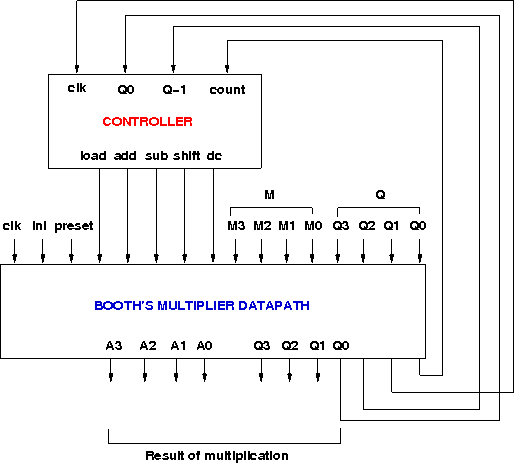 clk Q0 Q-1 count
CONTROLLER
load add sub shift dc
M Q
clk ini preset M3 M2 M1 M0 Q3 Q2 Q1 Q0
BOOTH'S MULTIPLIER DATAPATH
A3 A2 A1 A0 Q3 Q2 Q1 Q0
Result of multiplication